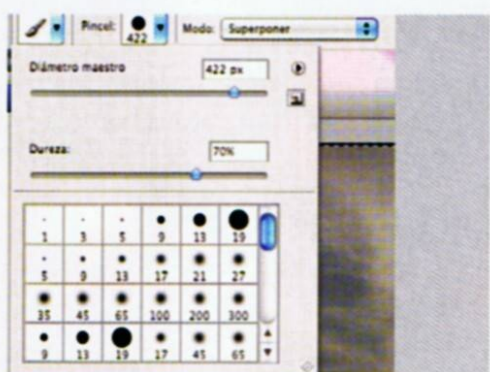 Pincel: 422 Modo: Superponer
Diámetro maestro 422 px
Dureza: 70%
1 3 5 9 13 19
5 9 13 17 21 27
35 45 65 100 200 300
9 13 19 17 45 65